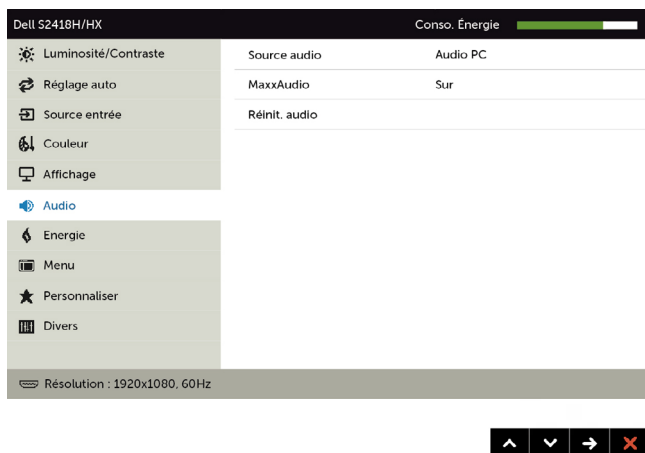 Dell S2418H/HX Conso. Énergie
Luminosité/Contraste
Réglage auto
Source entrée
Couleur
Affichage
Audio
Energie
Menu
Personnaliser
Divers
Source audio Audio PC
MaxxAudio Sur
Réinit. audio
Résolution : 1920x1080, 60Hz